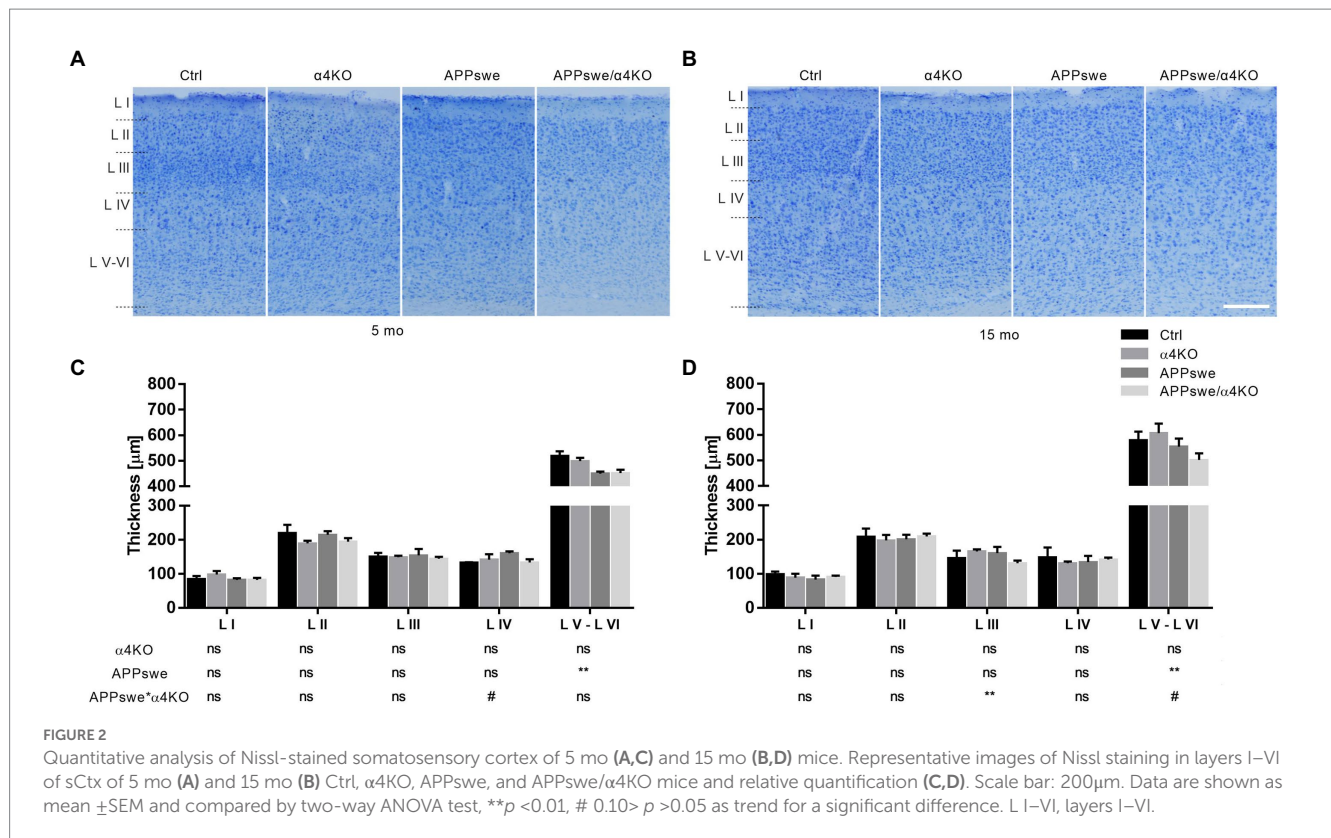 A
Ctrl α4KO APPswe APPswe/α4KO
L I
L II
L III
L IV
L V-VI
5 mo
B
Ctrl α4KO APPswe APPswe/α4KO
L I
L II
L III
L IV
L V-VI
15 mo
Ctrl
α4KO
APPswe
APPswe/α4KO
C
Thickness [µm]
800
700
600
500
400
300
200
100
0
L I L II L III L IV L V - L VI
α4KO ns ns ns ns ns
APPswe ns ns ns ns **
APPswe*α4KO ns ns ns # ns
D
Thickness [µm]
800
700
600
500
400
300
200
100
0
L I L II L III L IV L V - L VI
ns ns ns ns ns
ns ns ns ns **
ns ns ** ns #
FIGURE 2
Quantitative analysis of Nissl-stained somatosensory cortex of 5 mo (A,C) and 15 mo (B,D) mice. Representative images of Nissl staining in layers I–VI
of sCtx of 5 mo (A) and 15 mo (B) Ctrl, α4KO, APPswe, and APPswe/α4KO mice and relative quantification (C,D). Scale bar: 200µm. Data are shown as
mean ±SEM and compared by two-way ANOVA test, **p <0.01, # 0.10> p >0.05 as trend for a significant difference. L I–VI, layers I–VI.